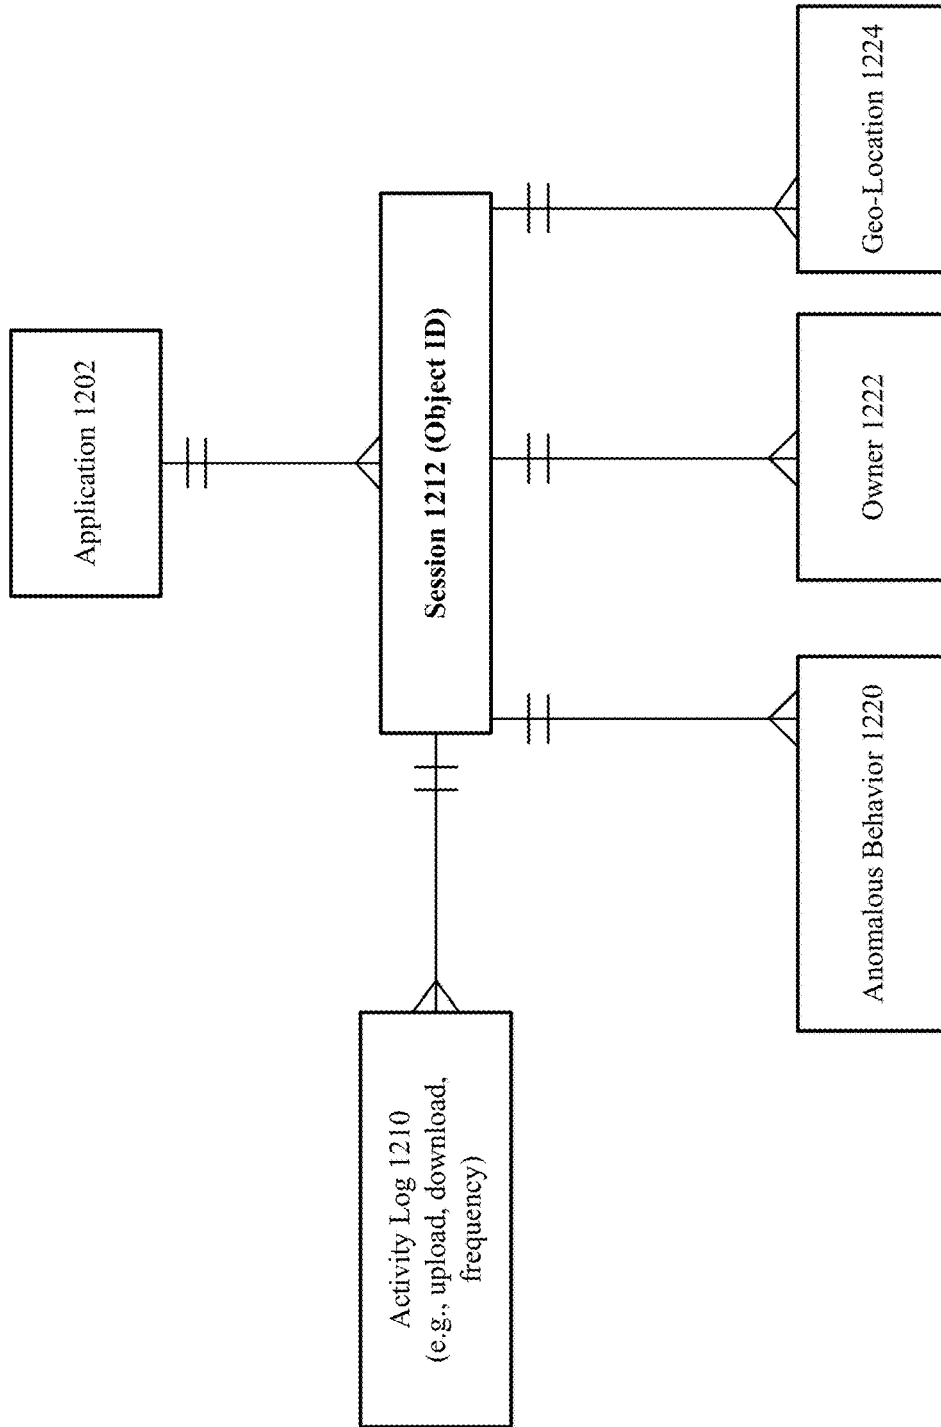 Application 1202
Session 1212 (Object ID)
Activity Log 1210
(e.g., upload, download,
frequency)
Anomalous Behavior 1220
Owner 1222
Geo-Location 1224